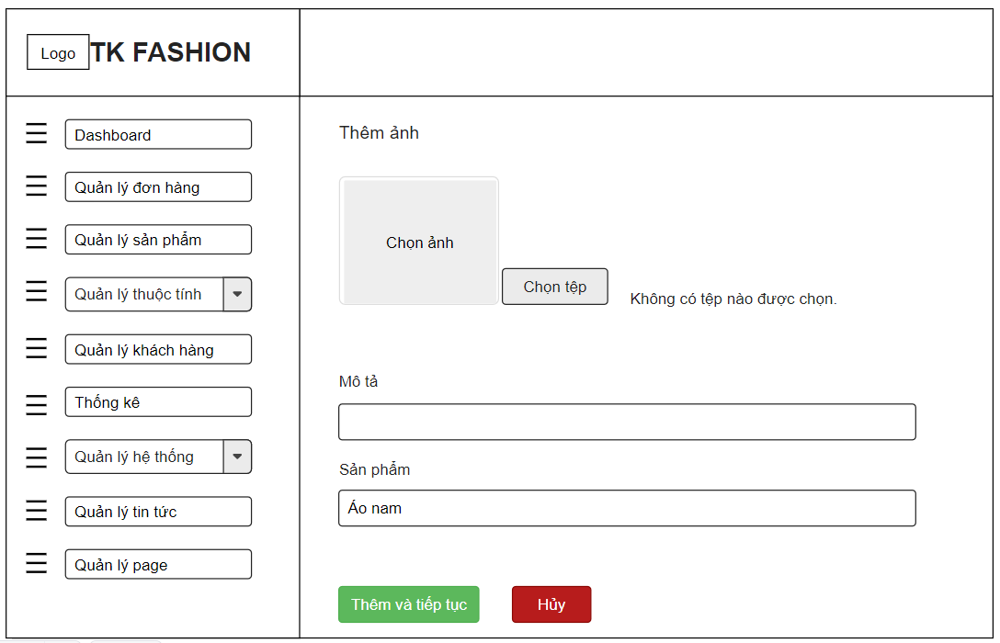 Logo TK FASHION
Dashboard
Quản lý đơn hàng
Quản lý sản phẩm
Quản lý thuộc tính
Quản lý khách hàng
Thống kê
Quản lý hệ thống
Quản lý tin tức
Quản lý page
Thêm ảnh
Chọn ảnh
Chọn tệp
Không có tệp nào được chọn.
Mô tả
Sản phẩm
Áo nam
Thêm và tiếp tục
Hủy